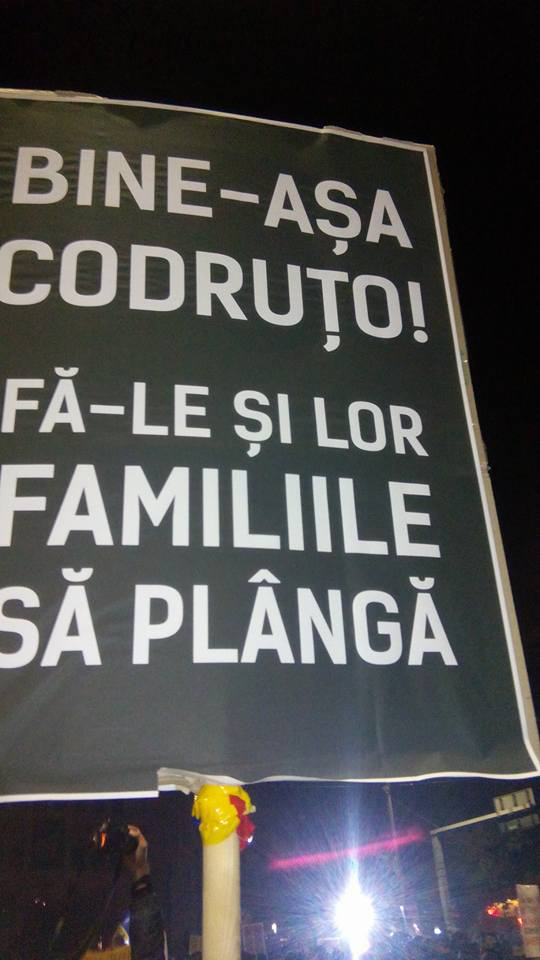 BINE-AȘA
CODRUȚO!
FĂ-LE ȘI LOR
FAMILIILE
SĂ PLÂNGĂ